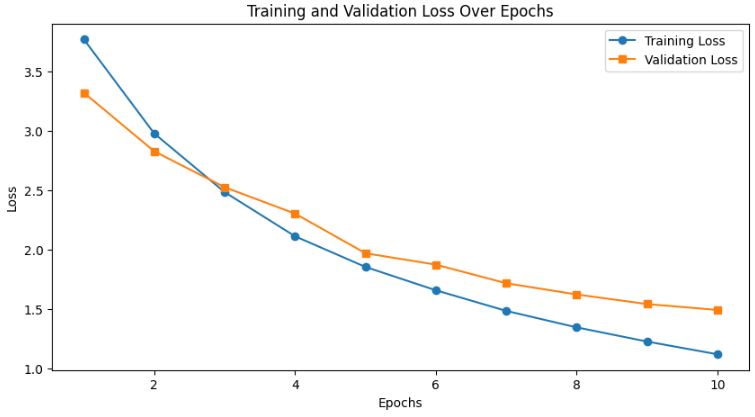 Training and Validation Loss Over Epochs
Training Loss
Validation Loss
3.5
3.0
2.5
2.0
1.5
1.0
Loss
2
4
6
8
10
Epochs